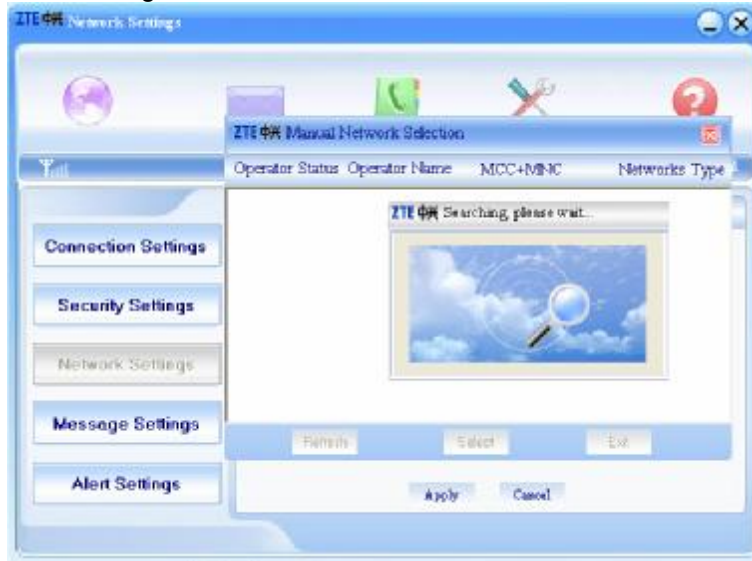 ZTE中兴 Network Settings
ZTE中兴 Manual Network Selection
Operator Status Operator Name MCC+MNC Networks Type
ZTE中兴 Searching, please wait...
Connection Settings
Security Settings
Network Settings
Message Settings
Alert Settings
Refresh Select Exit
Apply Cancel